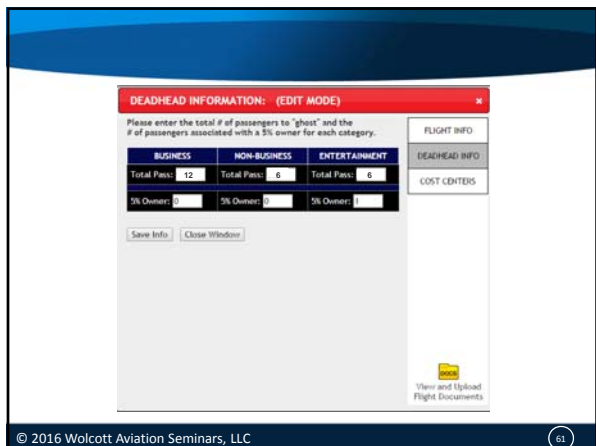 DEADHEAD INFORMATION: (EDIT MODE) ×
Please enter the total # of passengers to "ghost" and the
# of passengers associated with a 5% owner for each category.
BUSINESS NON-BUSINESS ENTERTAINMENT
Total Pass: 12 Total Pass: 6 Total Pass: 6
5% Owner: 0 5% Owner: 0 5% Owner: 1
Save Info Close Window
FLIGHT INFO
DEADHEAD INFO
COST CENTERS
DOCS
View and Upload
Flight Documents
© 2016 Wolcott Aviation Seminars, LLC 61